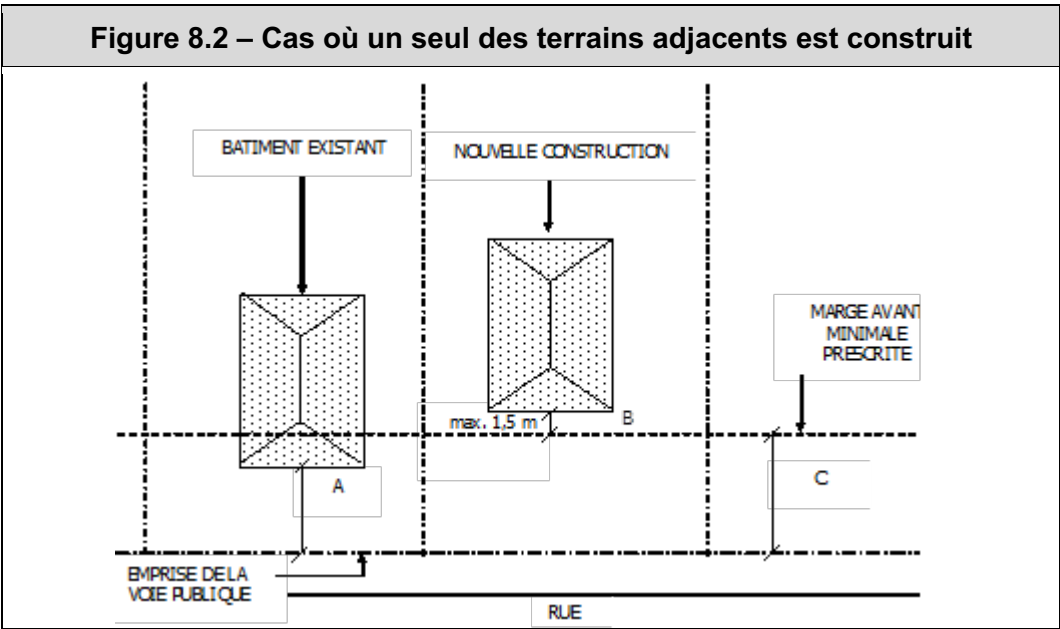 Figure 8.2 – Cas où un seul des terrains adjacents est construit
BATIMENT EXISTANT
NOUVELLE CONSTRUCTION
MARGE AVANT
MINIMALE
PRESCRITE
max. 1,5 m
B
A
C
EMPRISE DE LA
VOIE PUBLIQUE
RUE